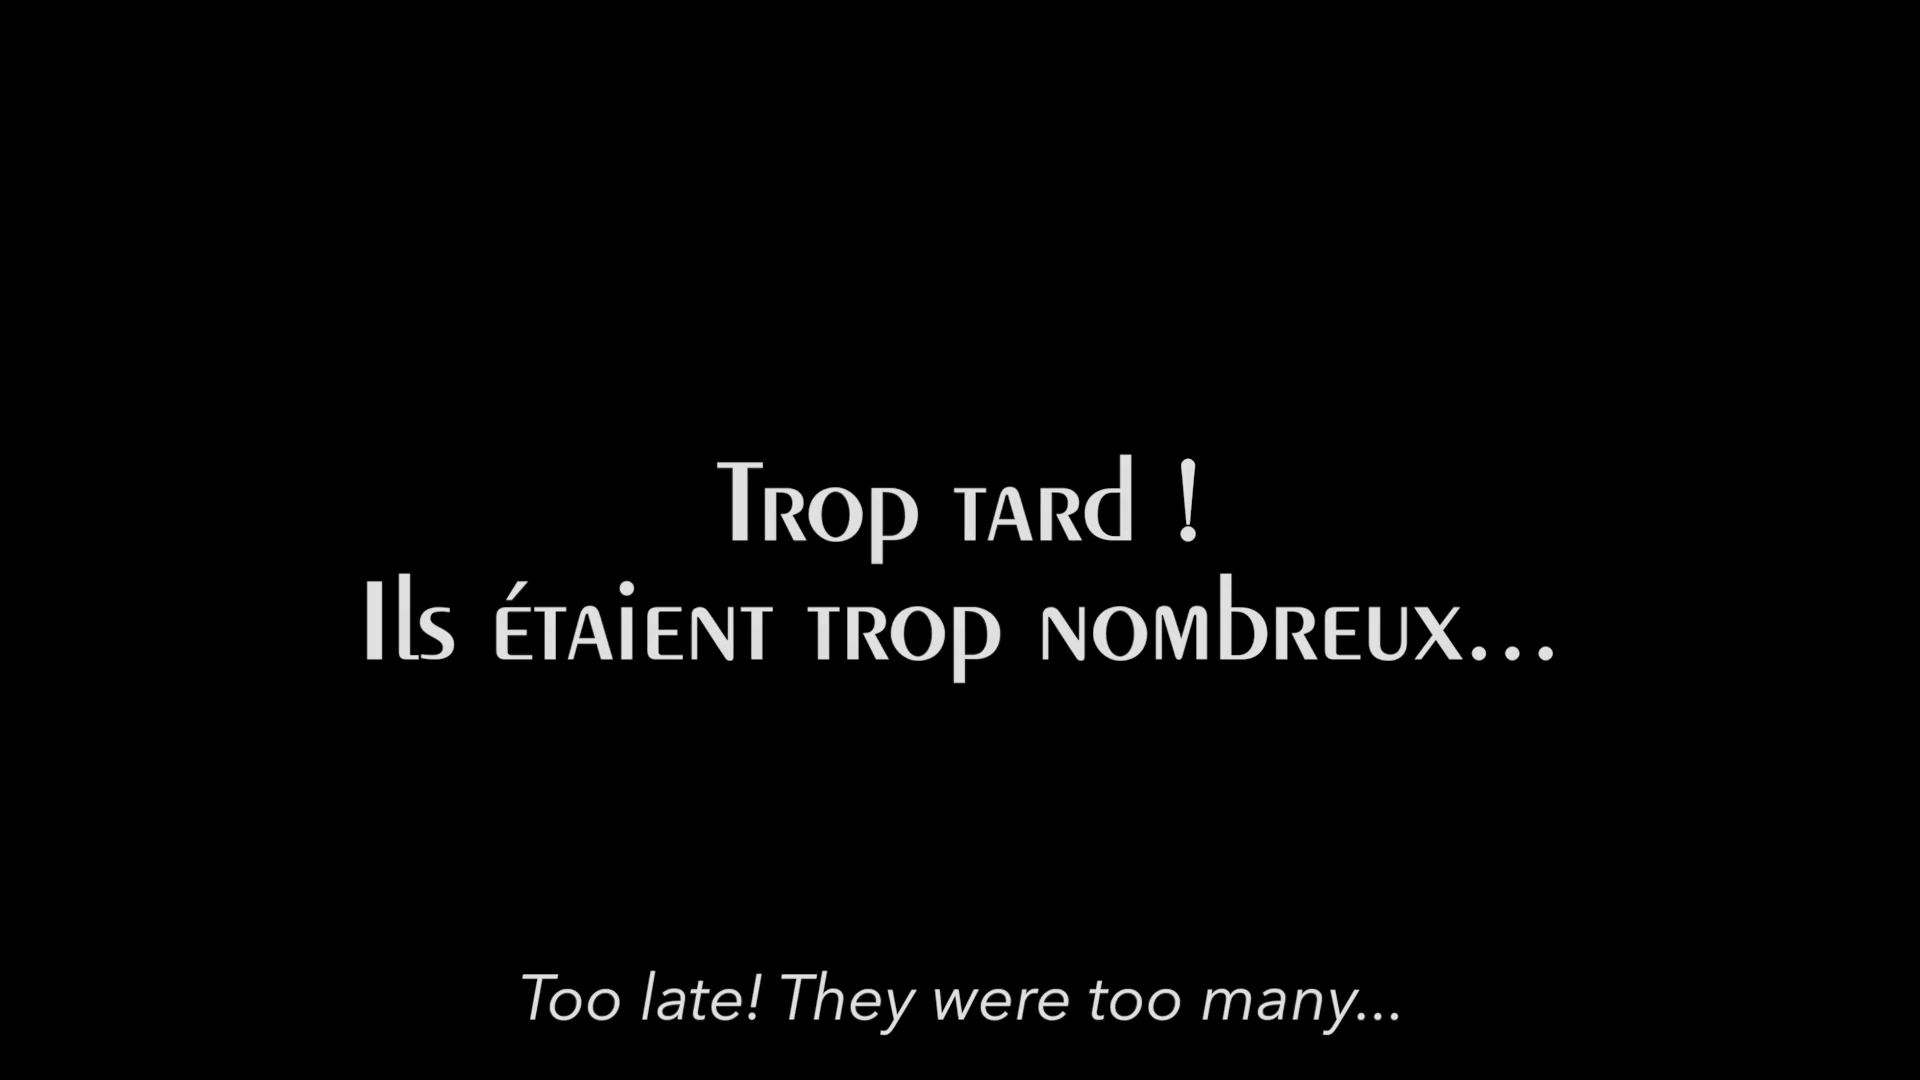 Trop tard !
Ils étaient trop nombreux...
Too late! They were too many...